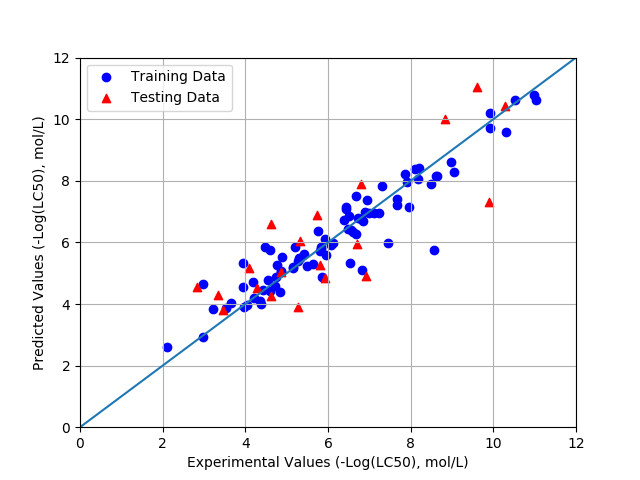 Training Data
Testing Data
12
10
8
6
4
2
0
Predicted Values (-Log(LC50), mol/L)
0 2 4 6 8 10 12
Experimental Values (-Log(LC50), mol/L)